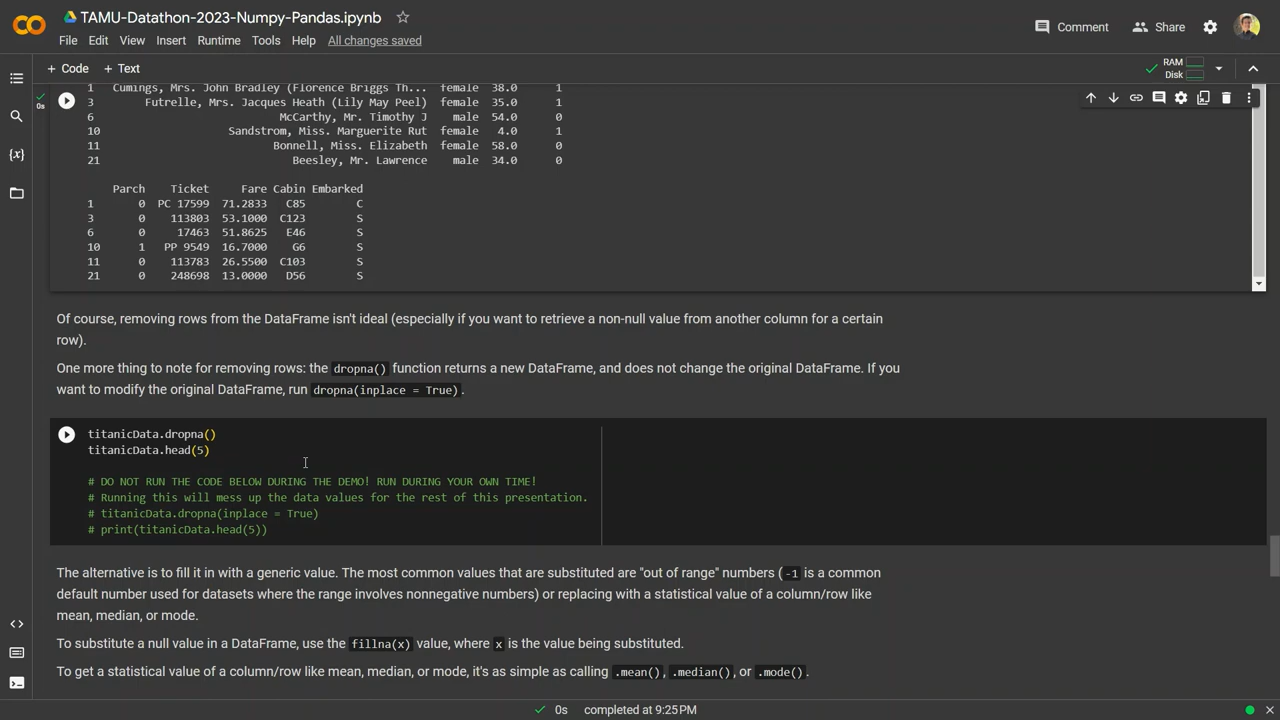 TAMU-Datathon-2023-Numpy-Pandas.ipynb
Comment
Share
File Edit View Insert Runtime Tools Help All changes saved
+ Code + Text
RAM
Disk
0s
1 Cumings, Mrs. John Bradley (Florence Briggs Th... female 38.0 1
3 Futrelle, Mrs. Jacques Heath (Lily May Peel) female 35.0 1
6 McCarthy, Mr. Timothy J male 54.0 0
10 Sandstrom, Miss. Marguerite Rut female 4.0 1
11 Bonnell, Miss. Elizabeth female 58.0 0
21 Beesley, Mr. Lawrence male 34.0 0
Parch Ticket Fare Cabin Embarked
1 0 PC 17599 71.2833 C85 C
3 0 113803 53.1000 C123 S
6 0 17463 51.8625 E46 S
10 1 PP 9549 16.7000 G6 S
11 0 113783 26.5500 C103 S
21 0 248698 13.0000 D56 S
Of course, removing rows from the DataFrame isn't ideal (especially if you want to retrieve a non-null value from another column for a certain
row).
One more thing to note for removing rows: the dropna() function returns a new DataFrame, and does not change the original DataFrame. If you
want to modify the original DataFrame, run dropna(inplace = True).
titanicData.dropna()
titanicData.head(5)
# DO NOT RUN THE CODE BELOW DURING THE DEMO! RUN DURING YOUR OWN TIME!
# Running this will mess up the data values for the rest of this presentation.
# titanicData.dropna(inplace = True)
# print(titanicData.head(5))
The alternative is to fill it in with a generic value. The most common values that are substituted are "out of range" numbers (-1 is a common
default number used for datasets where the range involves nonnegative numbers) or replacing with a statistical value of a column/row like
mean, median, or mode.
To substitute a null value in a DataFrame, use the fillna(x) value, where x is the value being substituted.
To get a statistical value of a column/row like mean, median, or mode, it's as simple as calling .mean(), .median(), or .mode().
0s completed at 9:25PM